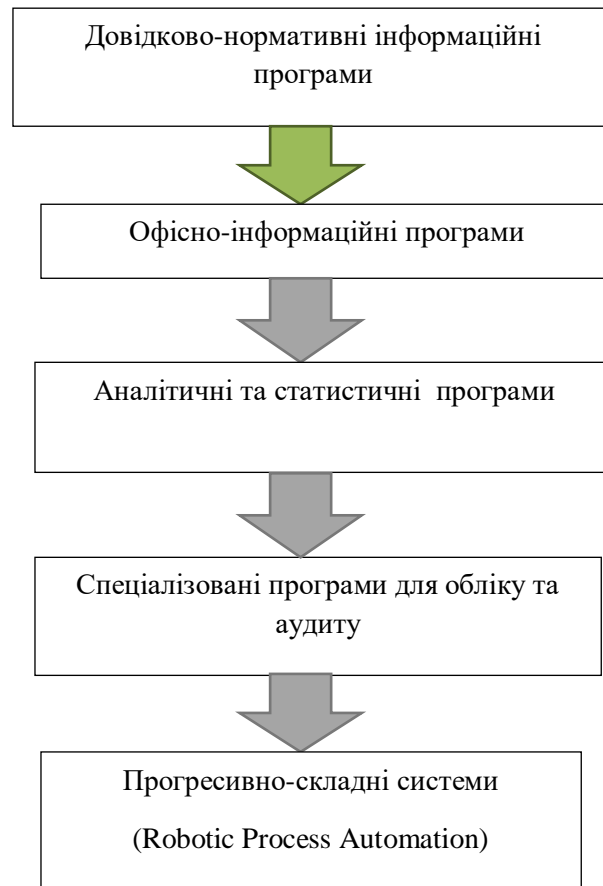 Довідково-нормативні інформаційні
програми
Офісно-інформаційні програми
Аналітичні та статистичні програми
Спеціалізовані програми для обліку та
аудиту
Прогресивно-складні системи
(Robotic Process Automation)